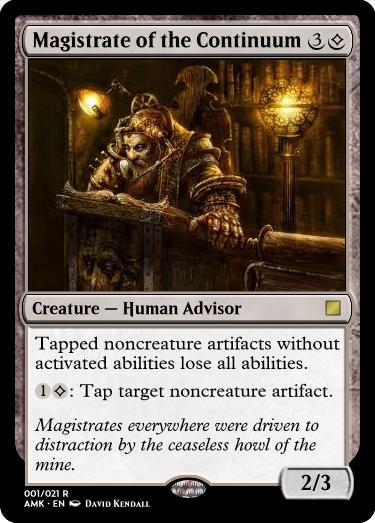 Magistrate of the Continuum 3◇
Creature — Human Advisor
Tapped noncreature artifacts without
activated abilities lose all abilities.
1◇: Tap target noncreature artifact.
Magistrates everywhere were driven to
distraction by the ceaseless howl of the
mine.
2/3
001/021 R
AMK • EN David Kendall